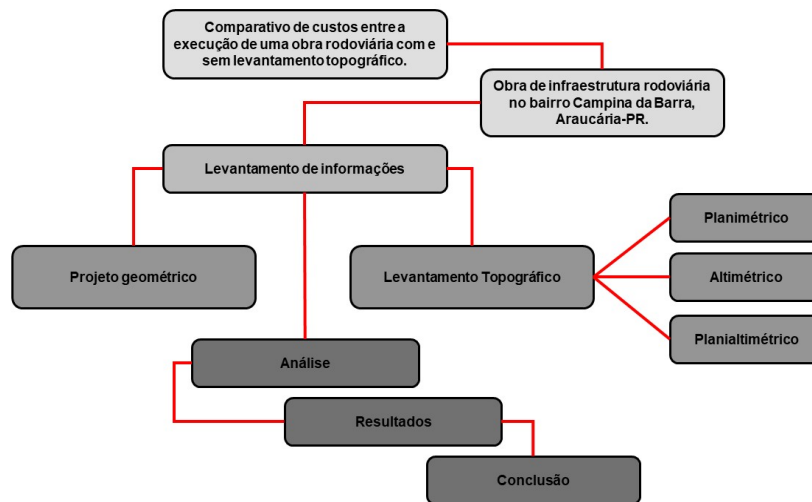 Comparativo de custos entre a
execução de uma obra rodoviária com e
sem levantamento topográfico.
Obra de infraestrutura rodoviária
no bairro Campina da Barra,
Araucária-PR.
Levantamento de informações
Projeto geométrico
Levantamento Topográfico
Planimétrico
Altimétrico
Planialtimétrico
Análise
Resultados
Conclusão